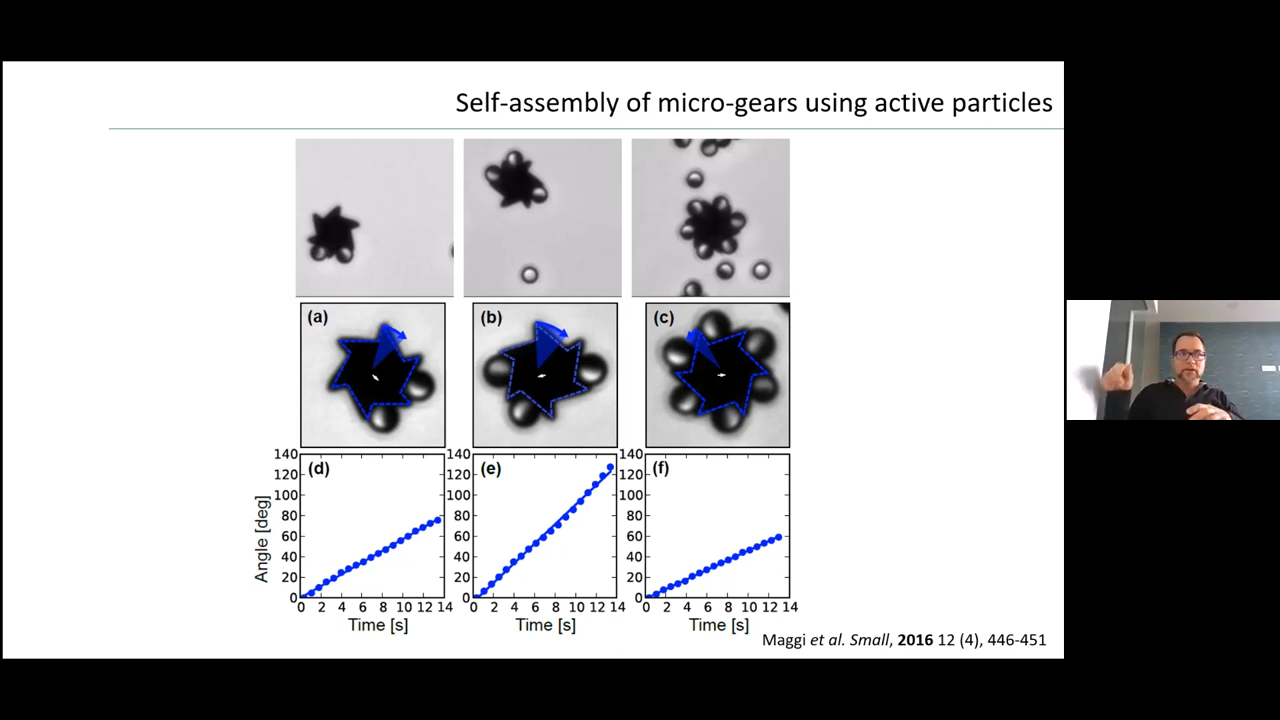 Self-assembly of micro-gears using active particles
(a)
(b)
(c)
140
120
100
80
60
40
20
0
(d)
140
120
100
80
60
40
20
0
(e)
140
120
100
80
60
40
20
0
(f)
Angle [deg]
0 2 4 6 8 10 12 14
0 2 4 6 8 10 12 14
0 2 4 6 8 10 12 14
Time [s]
Time [s]
Time [s]
Maggi et al. Small, 2016 12 (4), 446-451